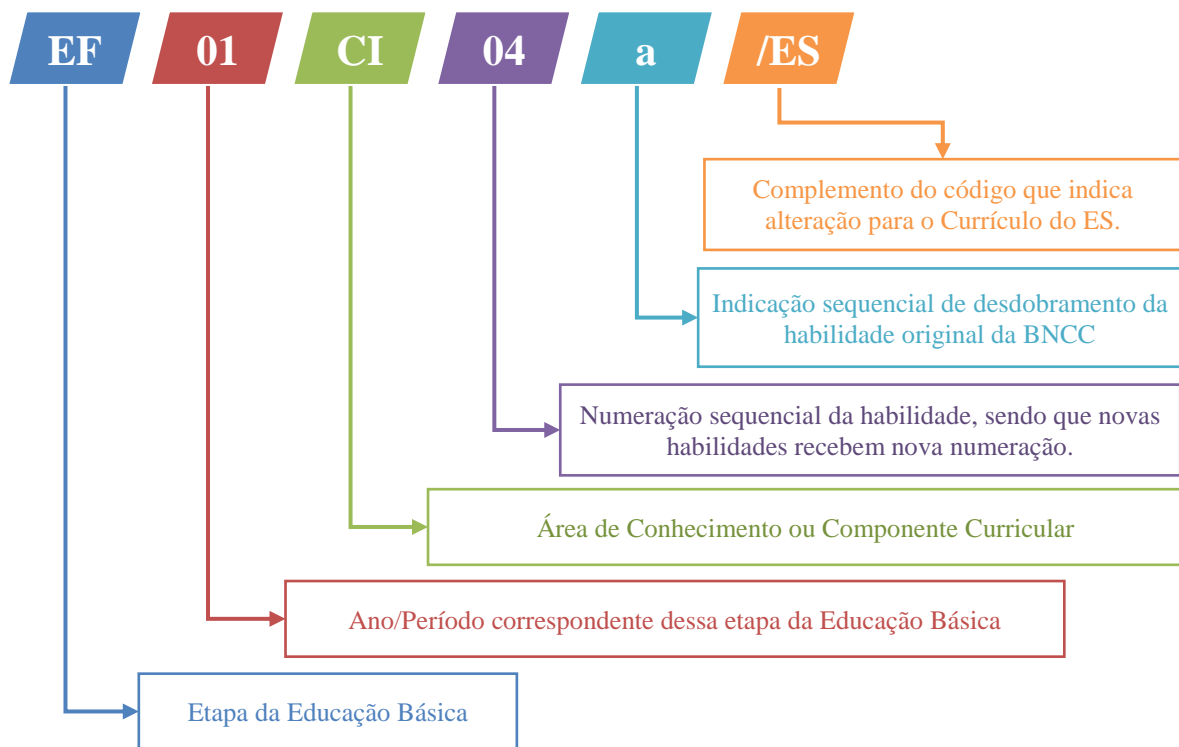 EF 01 CI 04 a /ES
Complemento do código que indica
alteração para o Currículo do ES.
Indicação sequencial de desdobramento da
habilidade original da BNCC
Numeração sequencial da habilidade, sendo que novas
habilidades recebem nova numeração.
Área de Conhecimento ou Componente Curricular
Ano/Período correspondente dessa etapa da Educação Básica
Etapa da Educação Básica